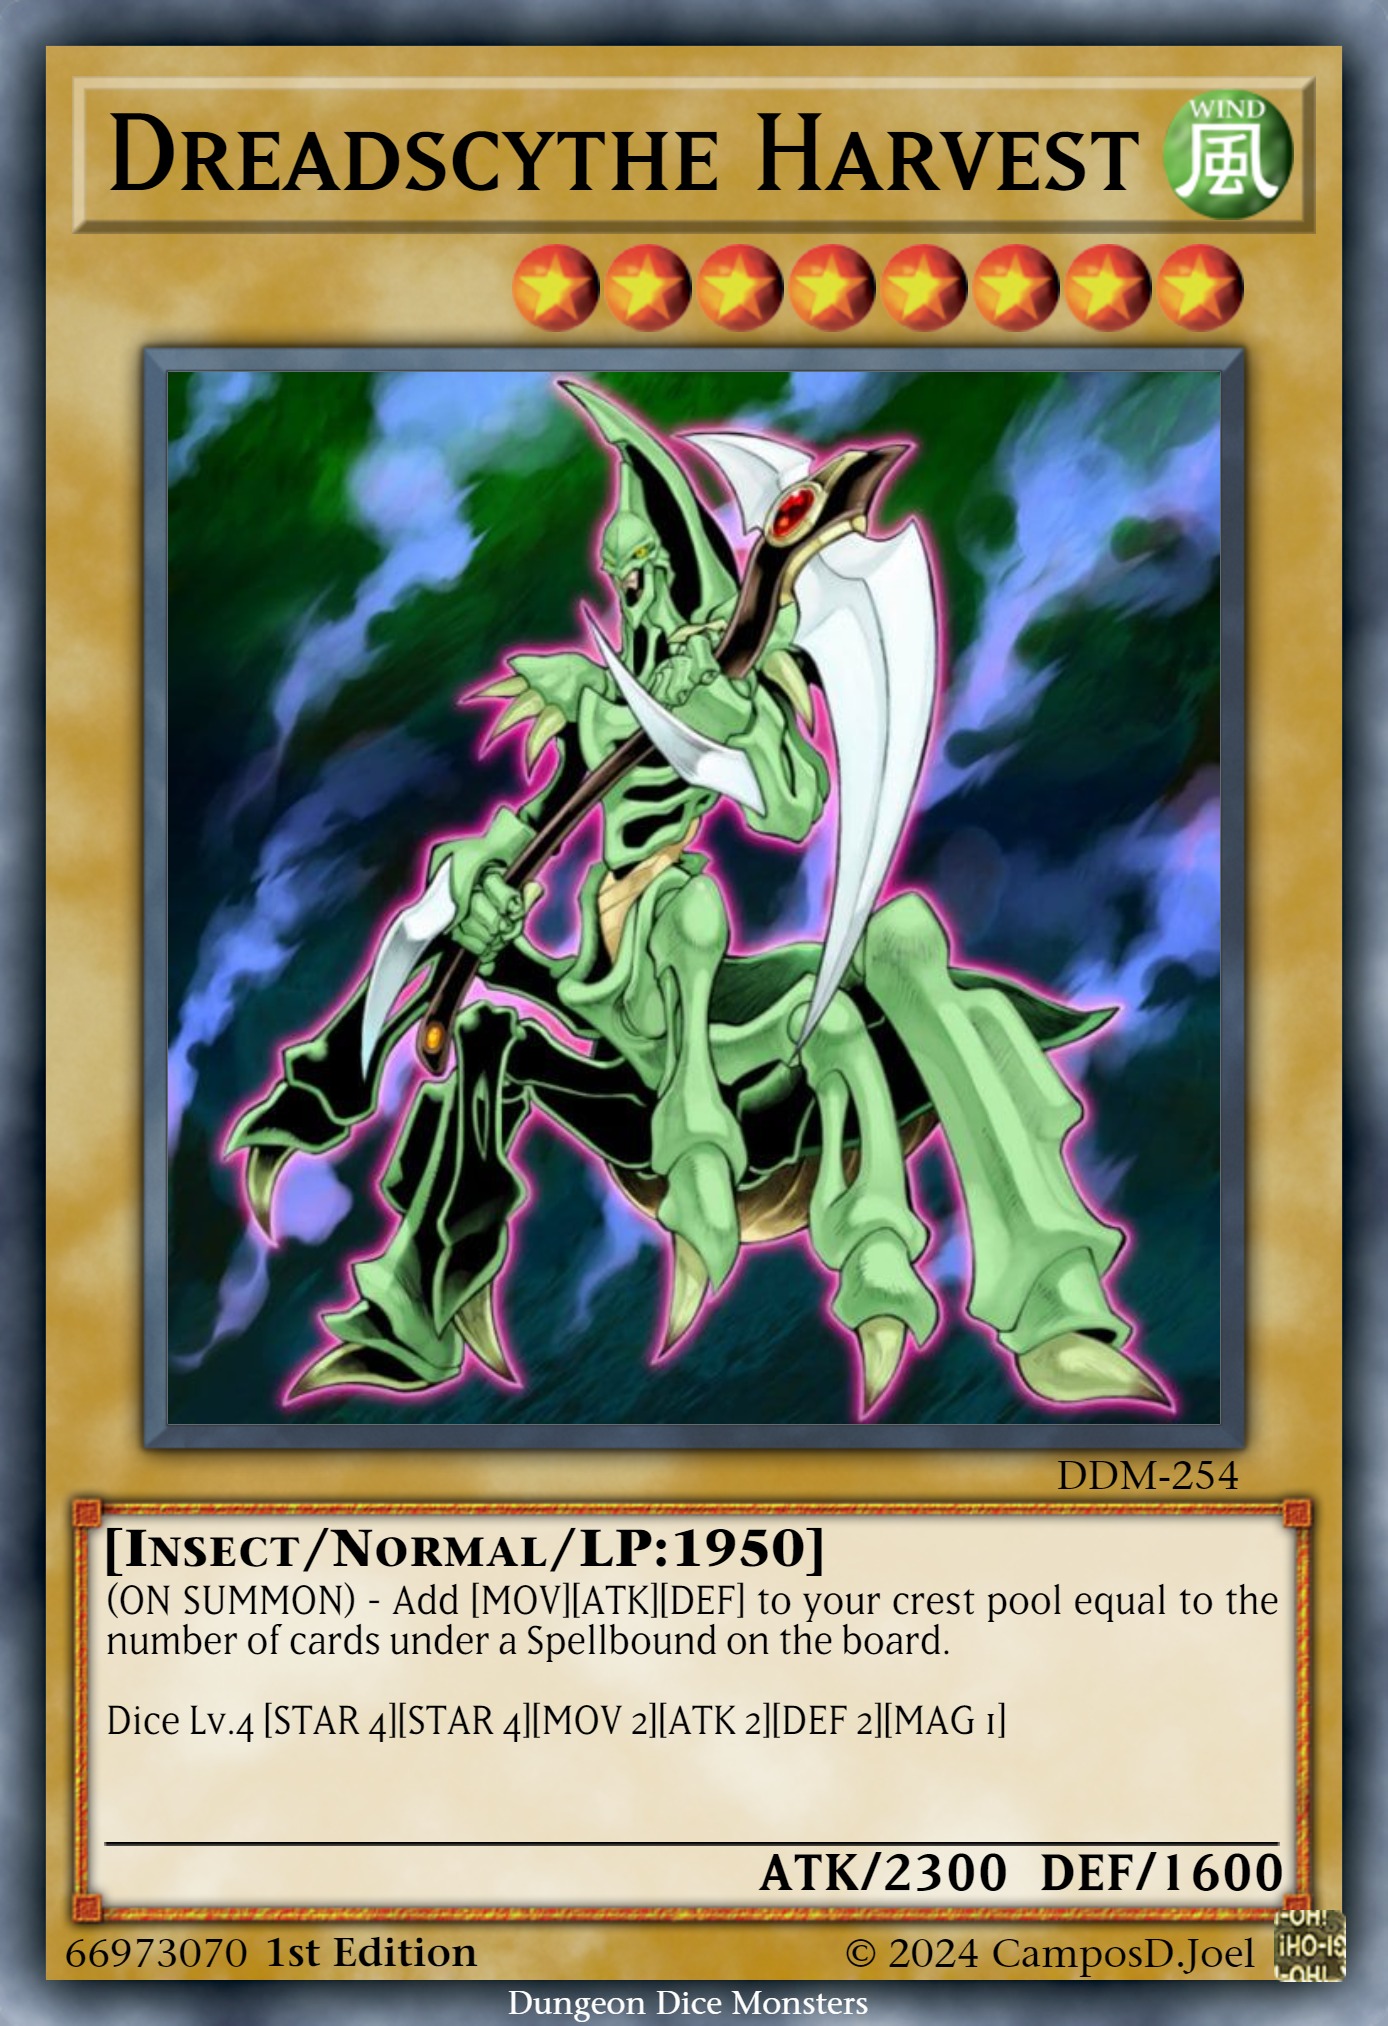 Dreadscythe Harvest
WIND
風
DDM-254
[Insect/Normal/LP:1950]
(ON SUMMON) - Add [MOV][ATK][DEF] to your crest pool equal to the
number of cards under a Spellbound on the board.
Dice Lv.4 [STAR 4][STAR 4][MOV 2][ATK 2][DEF 2][MAG 1]
ATK/2300 DEF/1600
66973070 1st Edition
© 2024 CamposD.Joel
Dungeon Dice Monsters